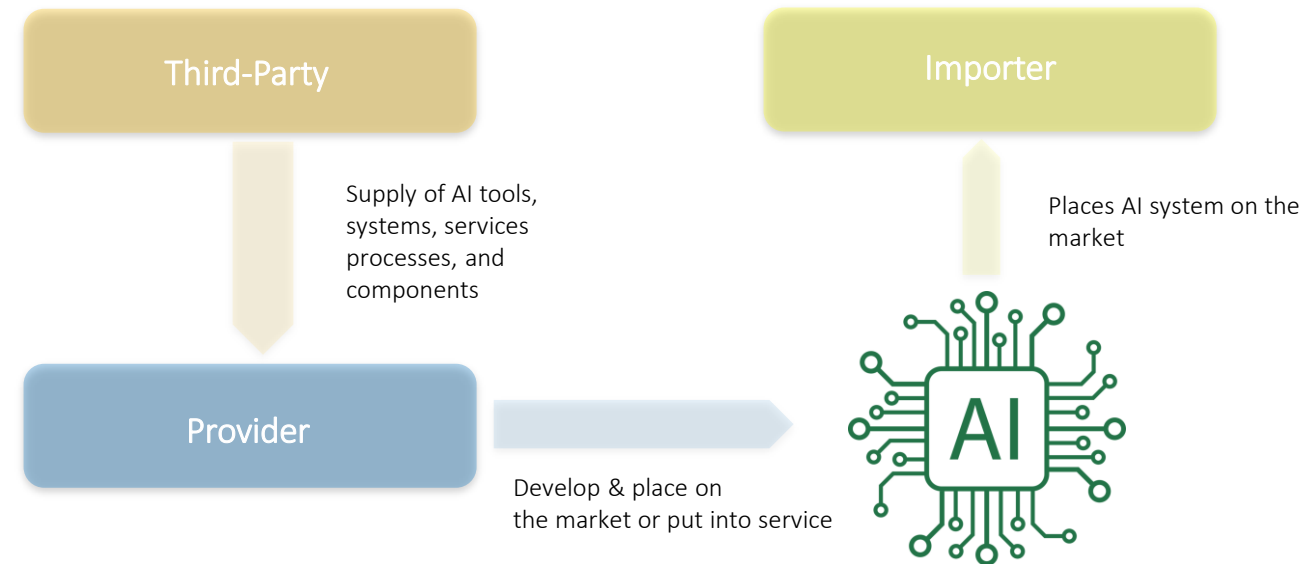 Third-Party
Importer
Supply of AI tools,
systems, services
processes, and
components
Places AI system on the
market
Provider
AI
Develop & place on
the market or put into service